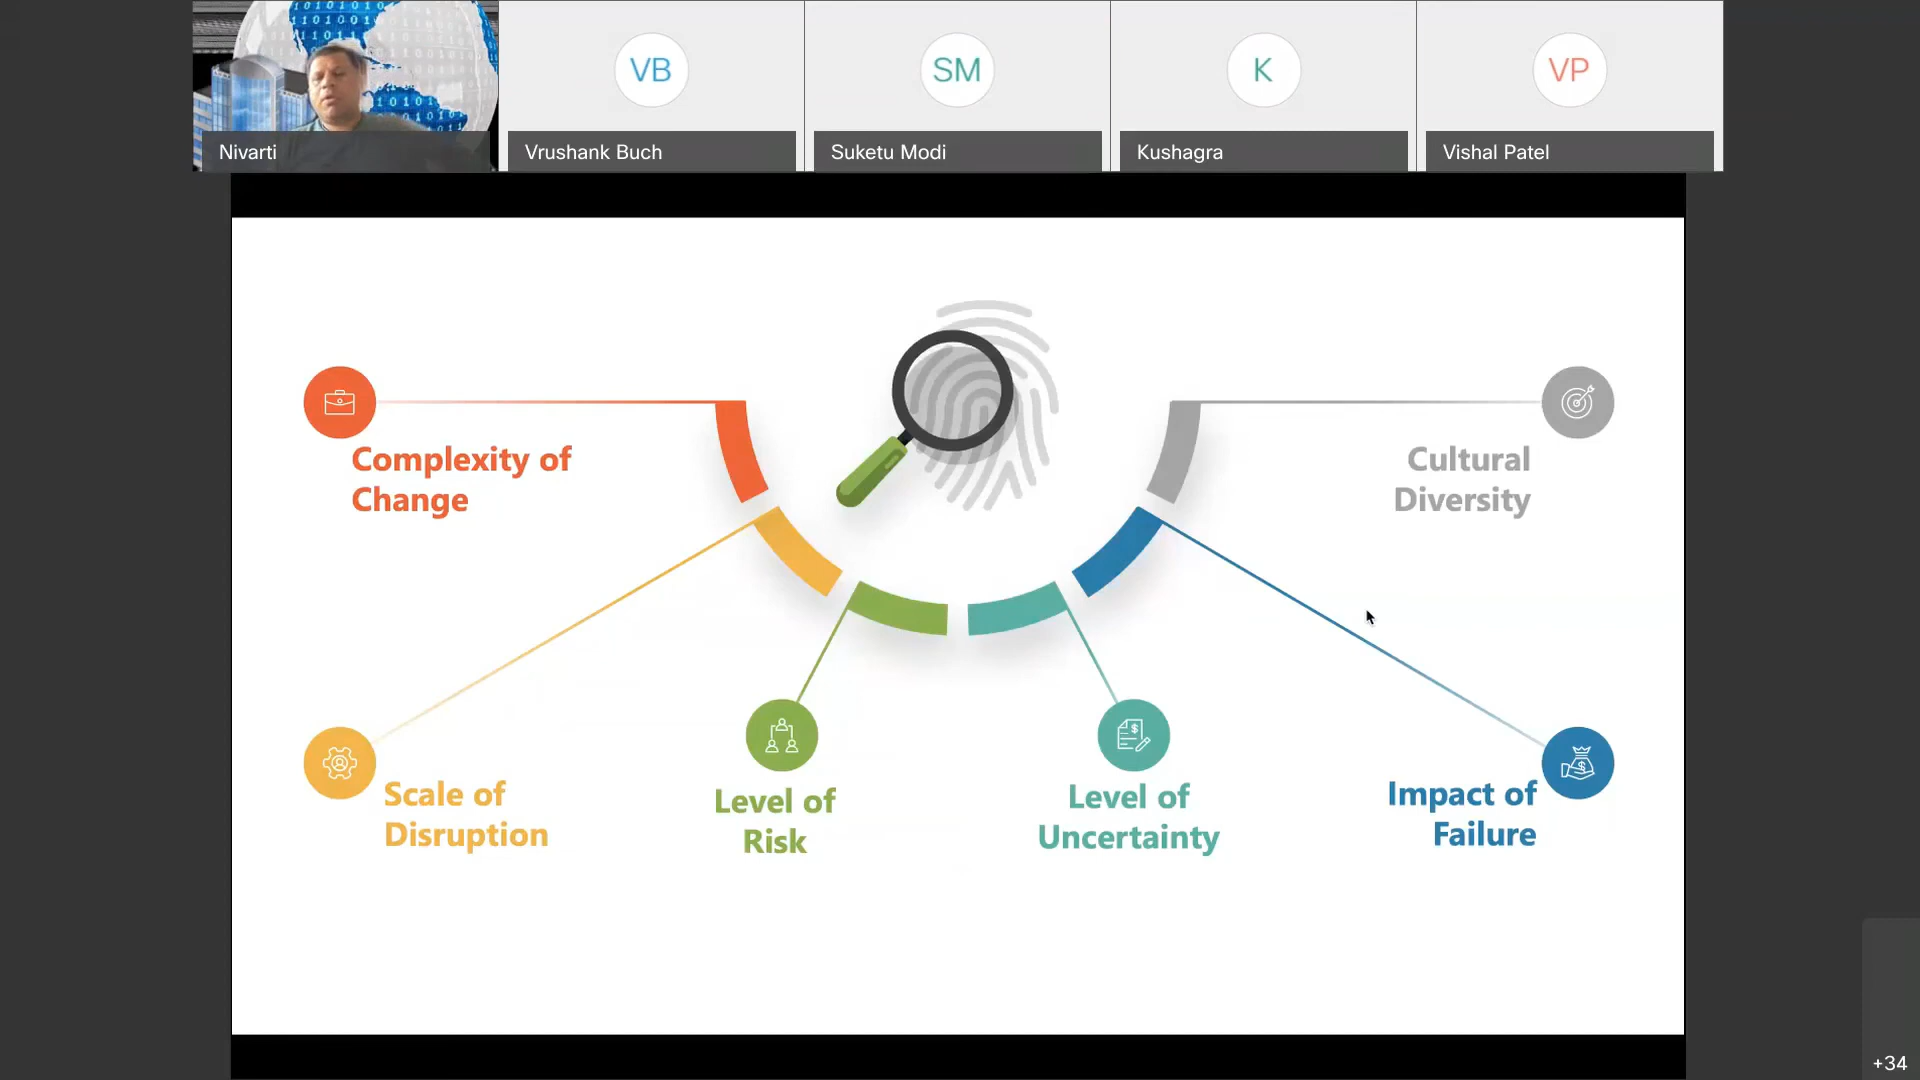 VB
SM
K
VP
Nivarti
Vrushank Buch
Suketu Modi
Kushagra
Vishal Patel
Complexity of
Change
Cultural
Diversity
Scale of
Disruption
Level of
Risk
Level of
Uncertainty
Impact of
Failure
+34